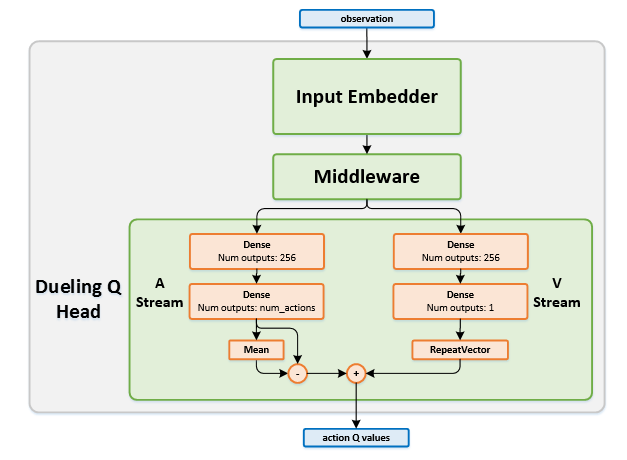 observation
Input Embedder
Middleware
Dueling Q
Head
A
Stream
Dense
Num outputs: 256
Dense
Num outputs: num_actions
Mean
-
+
Dense
Num outputs: 256
Dense
Num outputs: 1
RepeatVector
V
Stream
action Q values